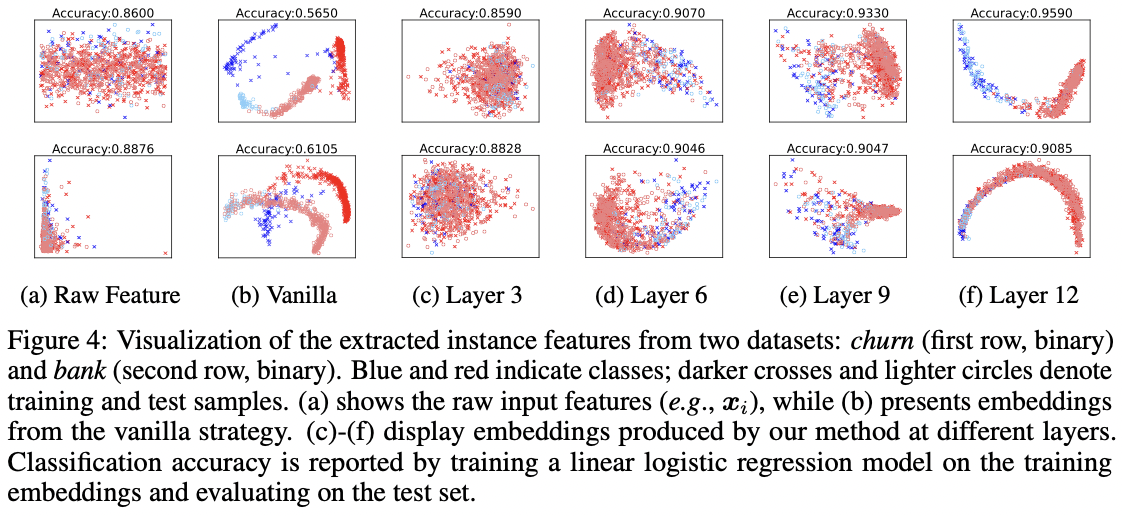 Accuracy:0.8600 Accuracy:0.5650 Accuracy:0.8590 Accuracy:0.9070 Accuracy:0.9330 Accuracy:0.9590
Accuracy:0.8876 Accuracy:0.6105 Accuracy:0.8828 Accuracy:0.9046 Accuracy:0.9047 Accuracy:0.9085
(a) Raw Feature (b) Vanilla (c) Layer 3 (d) Layer 6 (e) Layer 9 (f) Layer 12
Figure 4: Visualization of the extracted instance features from two datasets: churn (first row, binary)
and bank (second row, binary). Blue and red indicate classes; darker crosses and lighter circles denote
training and test samples. (a) shows the raw input features (e.g., xᵢ), while (b) presents embeddings
from the vanilla strategy. (c)-(f) display embeddings produced by our method at different layers.
Classification accuracy is reported by training a linear logistic regression model on the training
embeddings and evaluating on the test set.